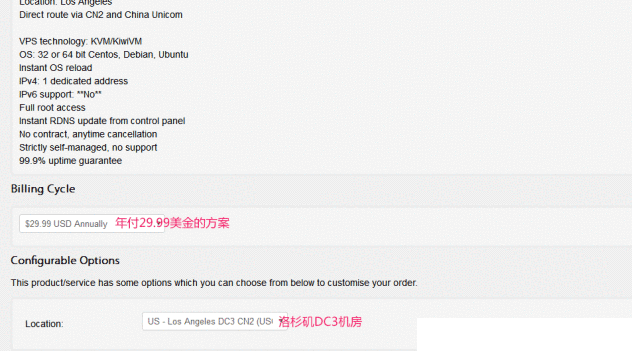 Location: Los Angeles
Direct route via CN2 and China Unicom
VPS technology: KVM/KiwiVM
OS: 32 or 64 bit Centos, Debian, Ubuntu
Instant OS reload
IPv4: 1 dedicated address
IPv6 support: **No**
Full root access
Instant RDNS update from control panel
No contract, anytime cancellation
Strictly self-managed, no support
99.9% uptime guarantee
Billing Cycle
$29.99 USD Annually 年付29.99美金的方案
Configurable Options
This product/service has some options which you can choose from below to customise your order.
Location: US - Los Angeles DC3 CN2 (USC 洛杉矶DC3机房